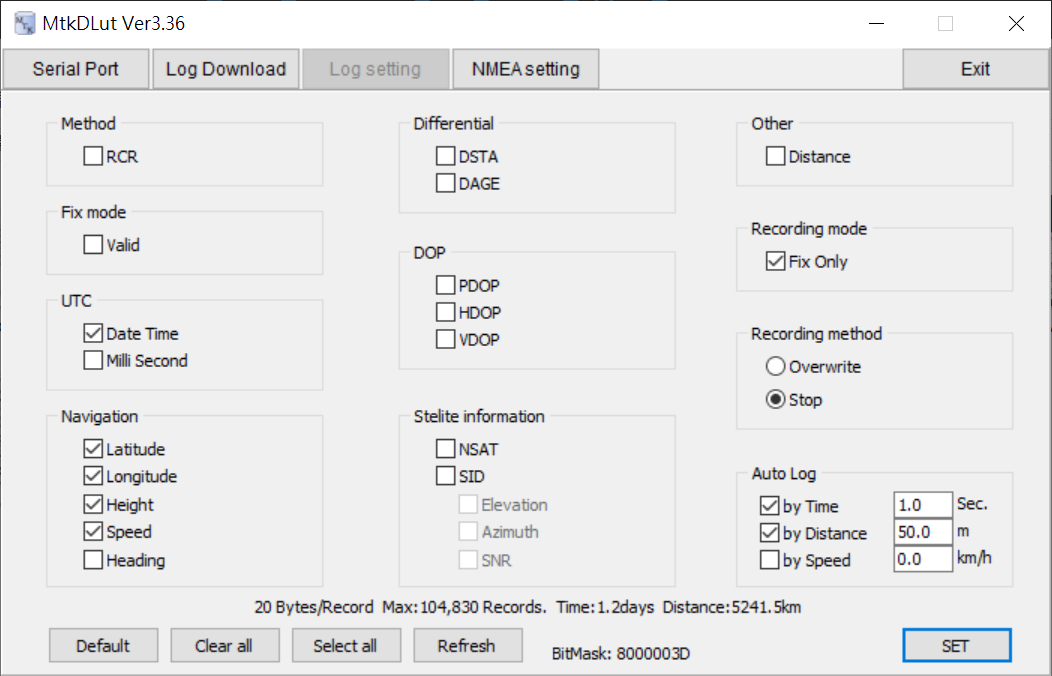 MtkDLut Ver3.36
Serial Port
Log Download
Log setting
NMEA setting
Exit
Method
RCR
Fix mode
Valid
UTC
Date Time
Milli Second
Navigation
Latitude
Longitude
Height
Speed
Heading
Differential
DSTA
DAGE
DOP
PDOP
HDOP
VDOP
Stelite information
NSAT
SID
Elevation
Azimuth
SNR
Other
Distance
Recording mode
Fix Only
Recording method
Overwrite
Stop
Auto Log
by Time 1.0 Sec.
by Distance 50.0 m
by Speed 0.0 km/h
20 Bytes/Record Max:104,830 Records. Time:1.2days Distance:5241.5km
Default
Clear all
Select all
Refresh
BitMask: 8000003D
SET